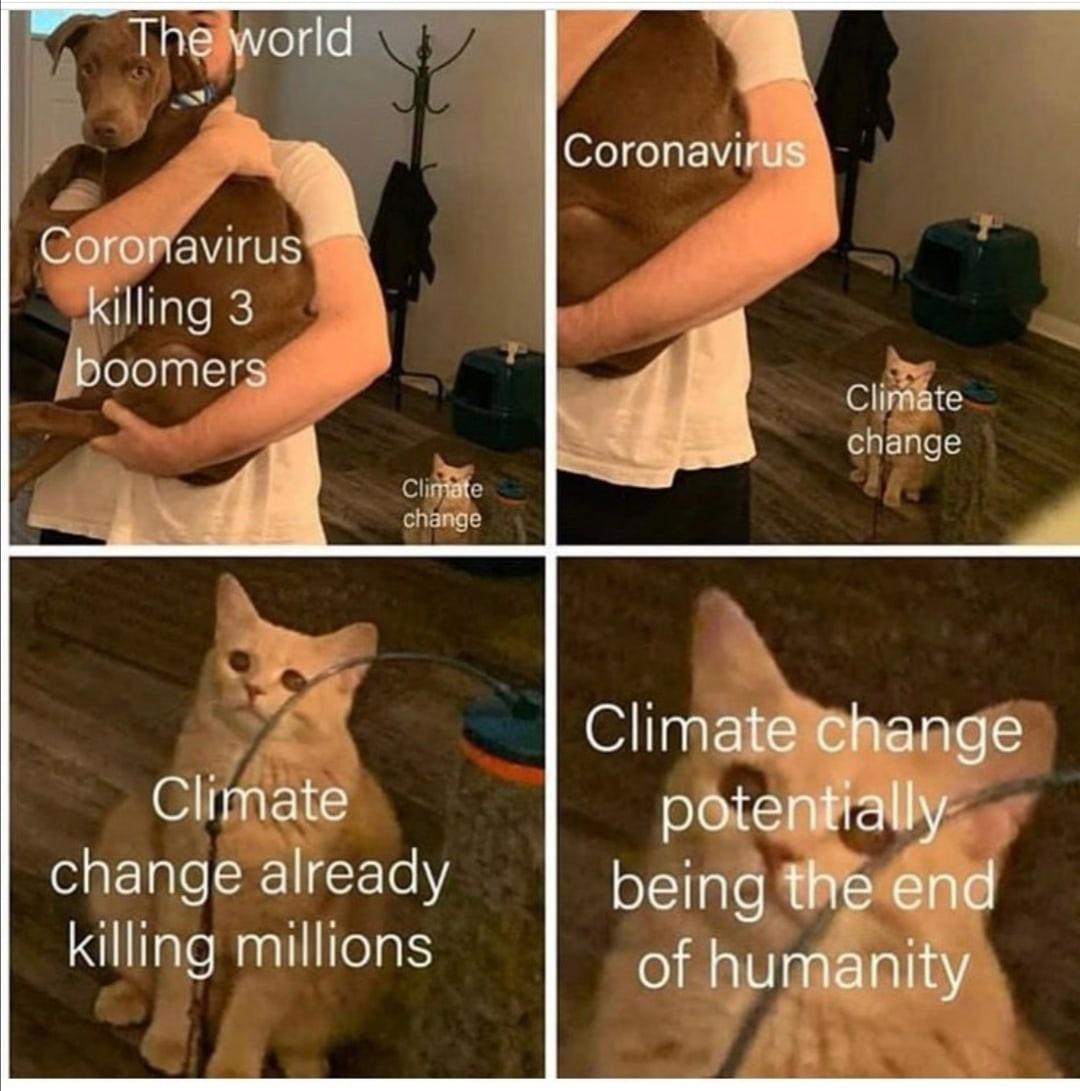 The world
Coronavirus
killing 3
boomers
Climate
change
Coronavirus
Climate
change
Climate
change already
killing millions
Climate change
potentially
being the end
of humanity